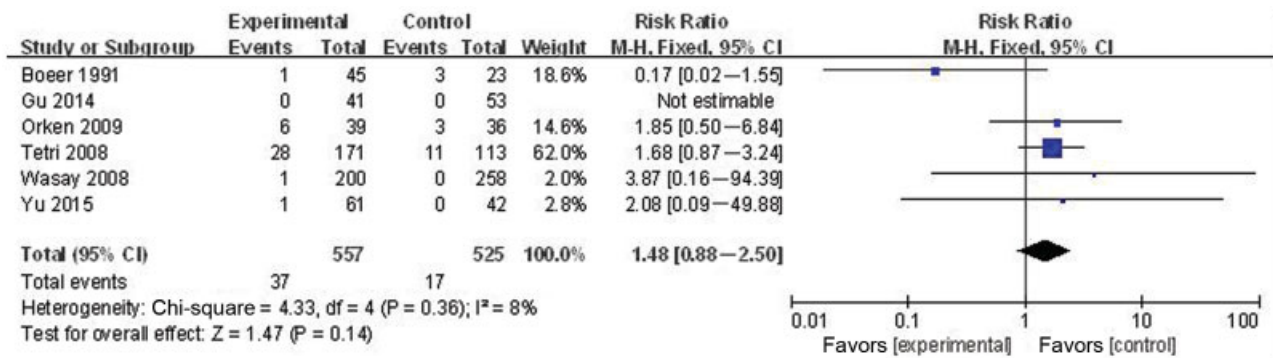 Experimental Control Risk Ratio Risk Ratio
Study or Subgroup Events Total Events Total Weight M-H, Fixed, 95% CI M-H, Fixed, 95% CI
Boeer 1991 1 45 3 23 18.6% 0.17 [0.02—1.55]
Gu 2014 0 41 0 53 Not estimable
Orken 2009 6 39 3 36 14.6% 1.85 [0.50—6.84]
Tetri 2008 28 171 11 113 62.0% 1.68 [0.87—3.24]
Wasay 2008 1 200 0 258 2.0% 3.87 [0.16—94.39]
Yu 2015 1 61 0 42 2.8% 2.08 [0.09—49.88]
Total (95% CI) 557 525 100.0% 1.48 [0.88—2.50]
Total events 37 17
Heterogeneity: Chi-square = 4.33, df = 4 (P = 0.36); I² = 8%
Test for overall effect: Z = 1.47 (P = 0.14)
0.01 0.1 1 10 100
Favors [experimental] Favors [control]